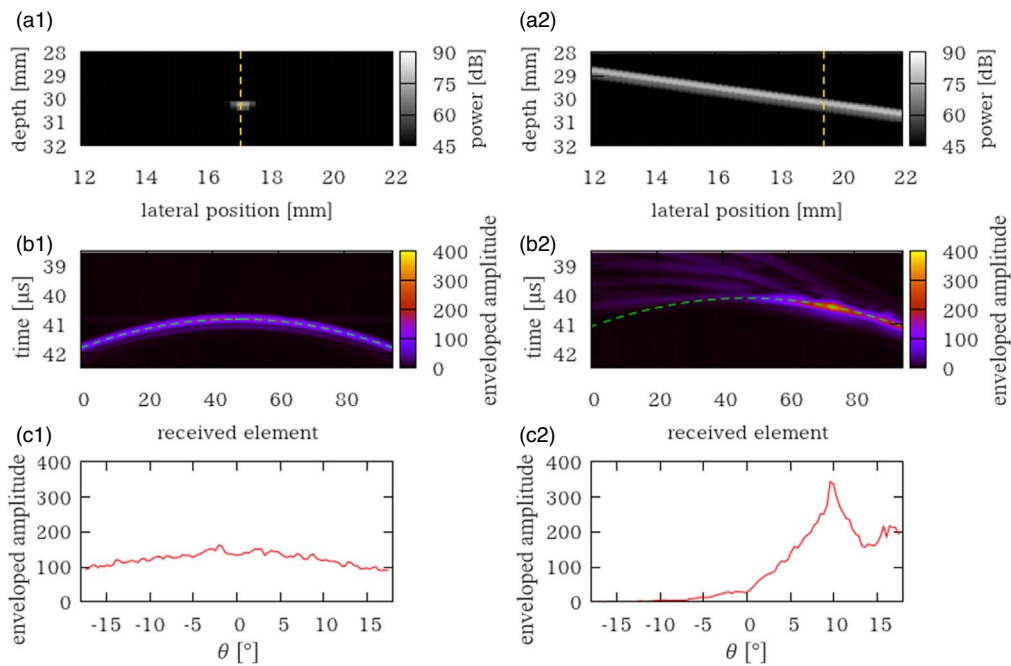 (a1)
depth [mm]
28
29
30
31
32
12 14 16 18 20 22
lateral position [mm]
90
75
60
45
power [dB]
(a2)
depth [mm]
28
29
30
31
32
12 14 16 18 20 22
lateral position [mm]
90
75
60
45
power [dB]
(b1)
time [µs]
39
40
41
42
0 20 40 60 80
received element
400
300
200
100
0
enveloped amplitude
(b2)
time [µs]
39
40
41
42
0 20 40 60 80
received element
400
300
200
100
0
enveloped amplitude
(c1)
enveloped amplitude
400
300
200
100
0
-15 -10 -5 0 5 10 15
θ [°]
(c2)
enveloped amplitude
400
300
200
100
0
-15 -10 -5 0 5 10 15
θ [°]